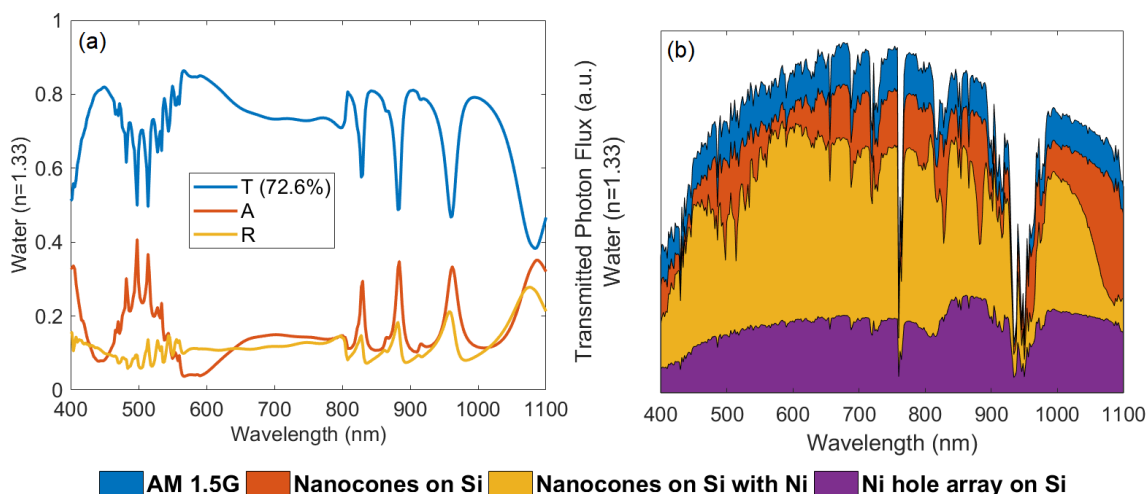 (a)
Water (n=1.33)
1
0.8
0.6
0.4
0.2
0
T (72.6%)
A
R
400 500 600 700 800 900 1000 1100
Wavelength (nm)
(b)
Transmitted Photon Flux (a.u.)
Water (n=1.33)
400 500 600 700 800 900 1000 1100
Wavelength (nm)
AM 1.5G Nanocones on Si Nanocones on Si with Ni Ni hole array on Si